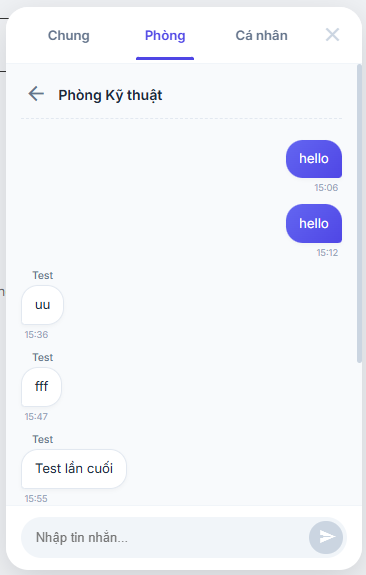 Chung Phòng Cá nhân
Phòng Kỹ thuật
hello
15:06
hello
15:12
Test
uu
15:36
Test
fff
15:47
Test
Test lần cuối
15:55
Nhập tin nhắn...